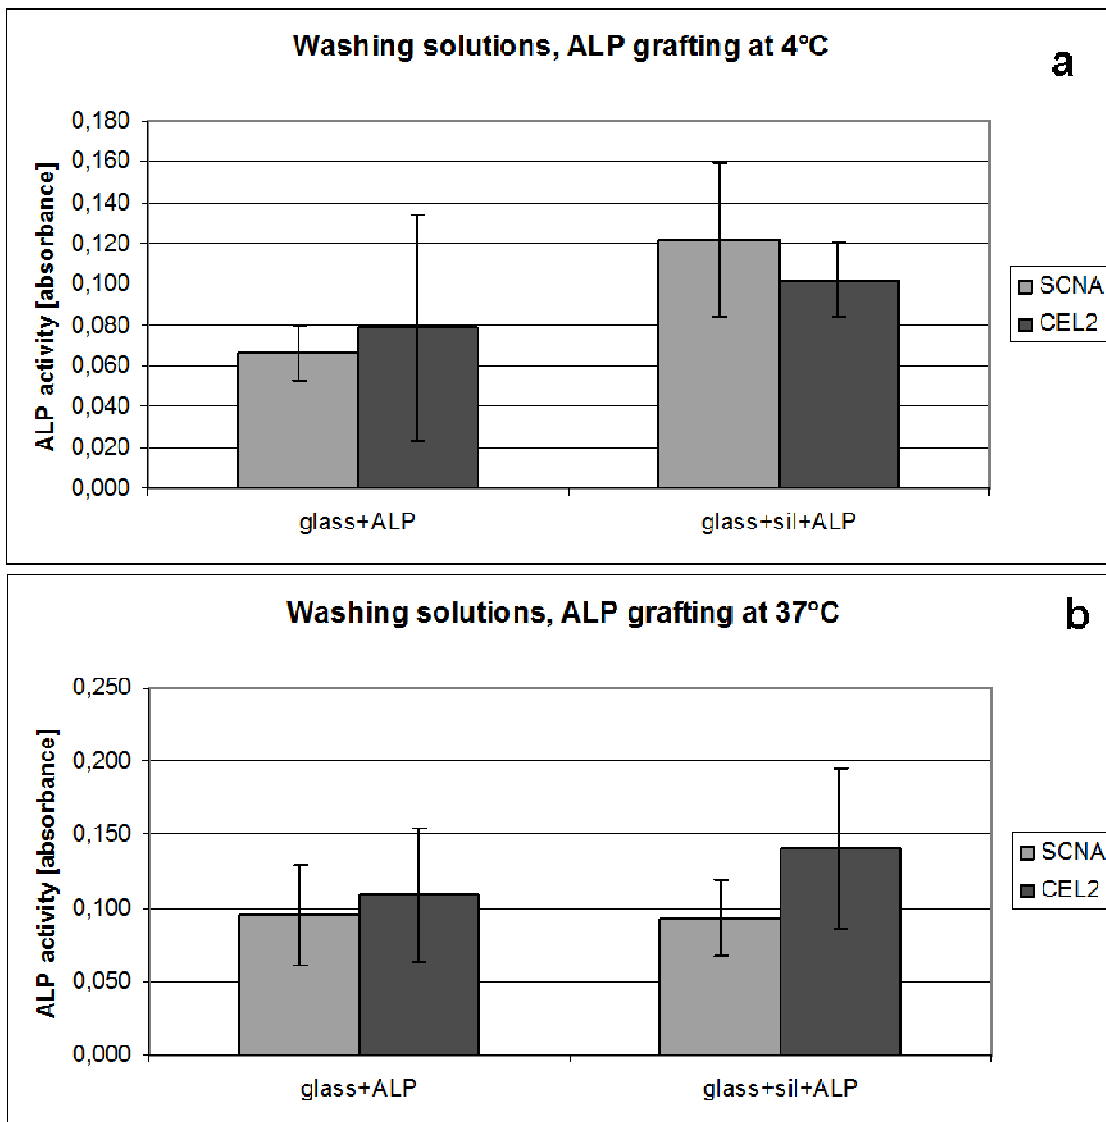 Washing solutions, ALP grafting at 4°C
a
ALP activity [absorbance]
0,180
0,160
0,140
0,120
0,100
0,080
0,060
0,040
0,020
0,000
glass+ALP
glass+sil+ALP
SCNA
CEL2
Washing solutions, ALP grafting at 37°C
b
ALP activity [absorbance]
0,250
0,200
0,150
0,100
0,050
0,000
glass+ALP
glass+sil+ALP
SCNA
CEL2